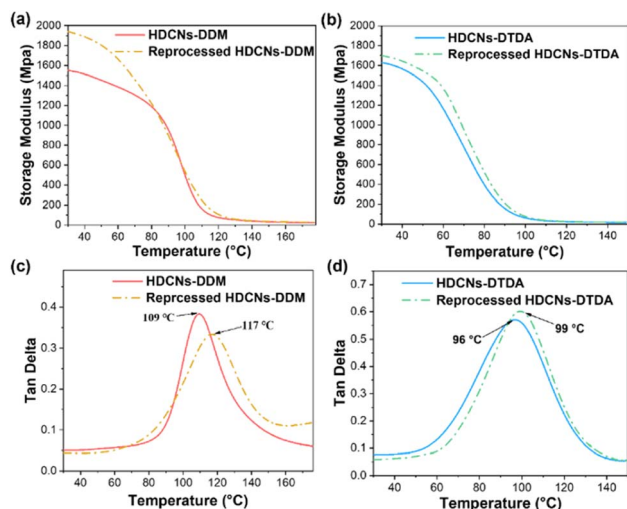 (a)
HDCNs-DDM
Reprocessed HDCNs-DDM
2000
1800
1600
1400
1200
1000
800
600
400
200
0
Storage Modulus (Mpa)
40 60 80 100 120 140 160
Temperature (°C)
(b)
HDCNs-DTDA
Reprocessed HDCNs-DTDA
2000
1800
1600
1400
1200
1000
800
600
400
200
0
Storage Modulus (Mpa)
40 60 80 100 120 140
Temperature (°C)
(c)
HDCNs-DDM
Reprcessed HDCNs-DDM
109 °C
117 °C
0.4
0.3
0.2
0.1
0.0
Tan Delta
40 60 80 100 120 140 160
Temperature (°C)
(d)
HDCNs-DTDA
Reprocessed HDCNs-DTDA
96 °C
99 °C
0.7
0.6
0.5
0.4
0.3
0.2
0.1
0.0
Tan Delta
40 60 80 100 120 140
Temperature (°C)